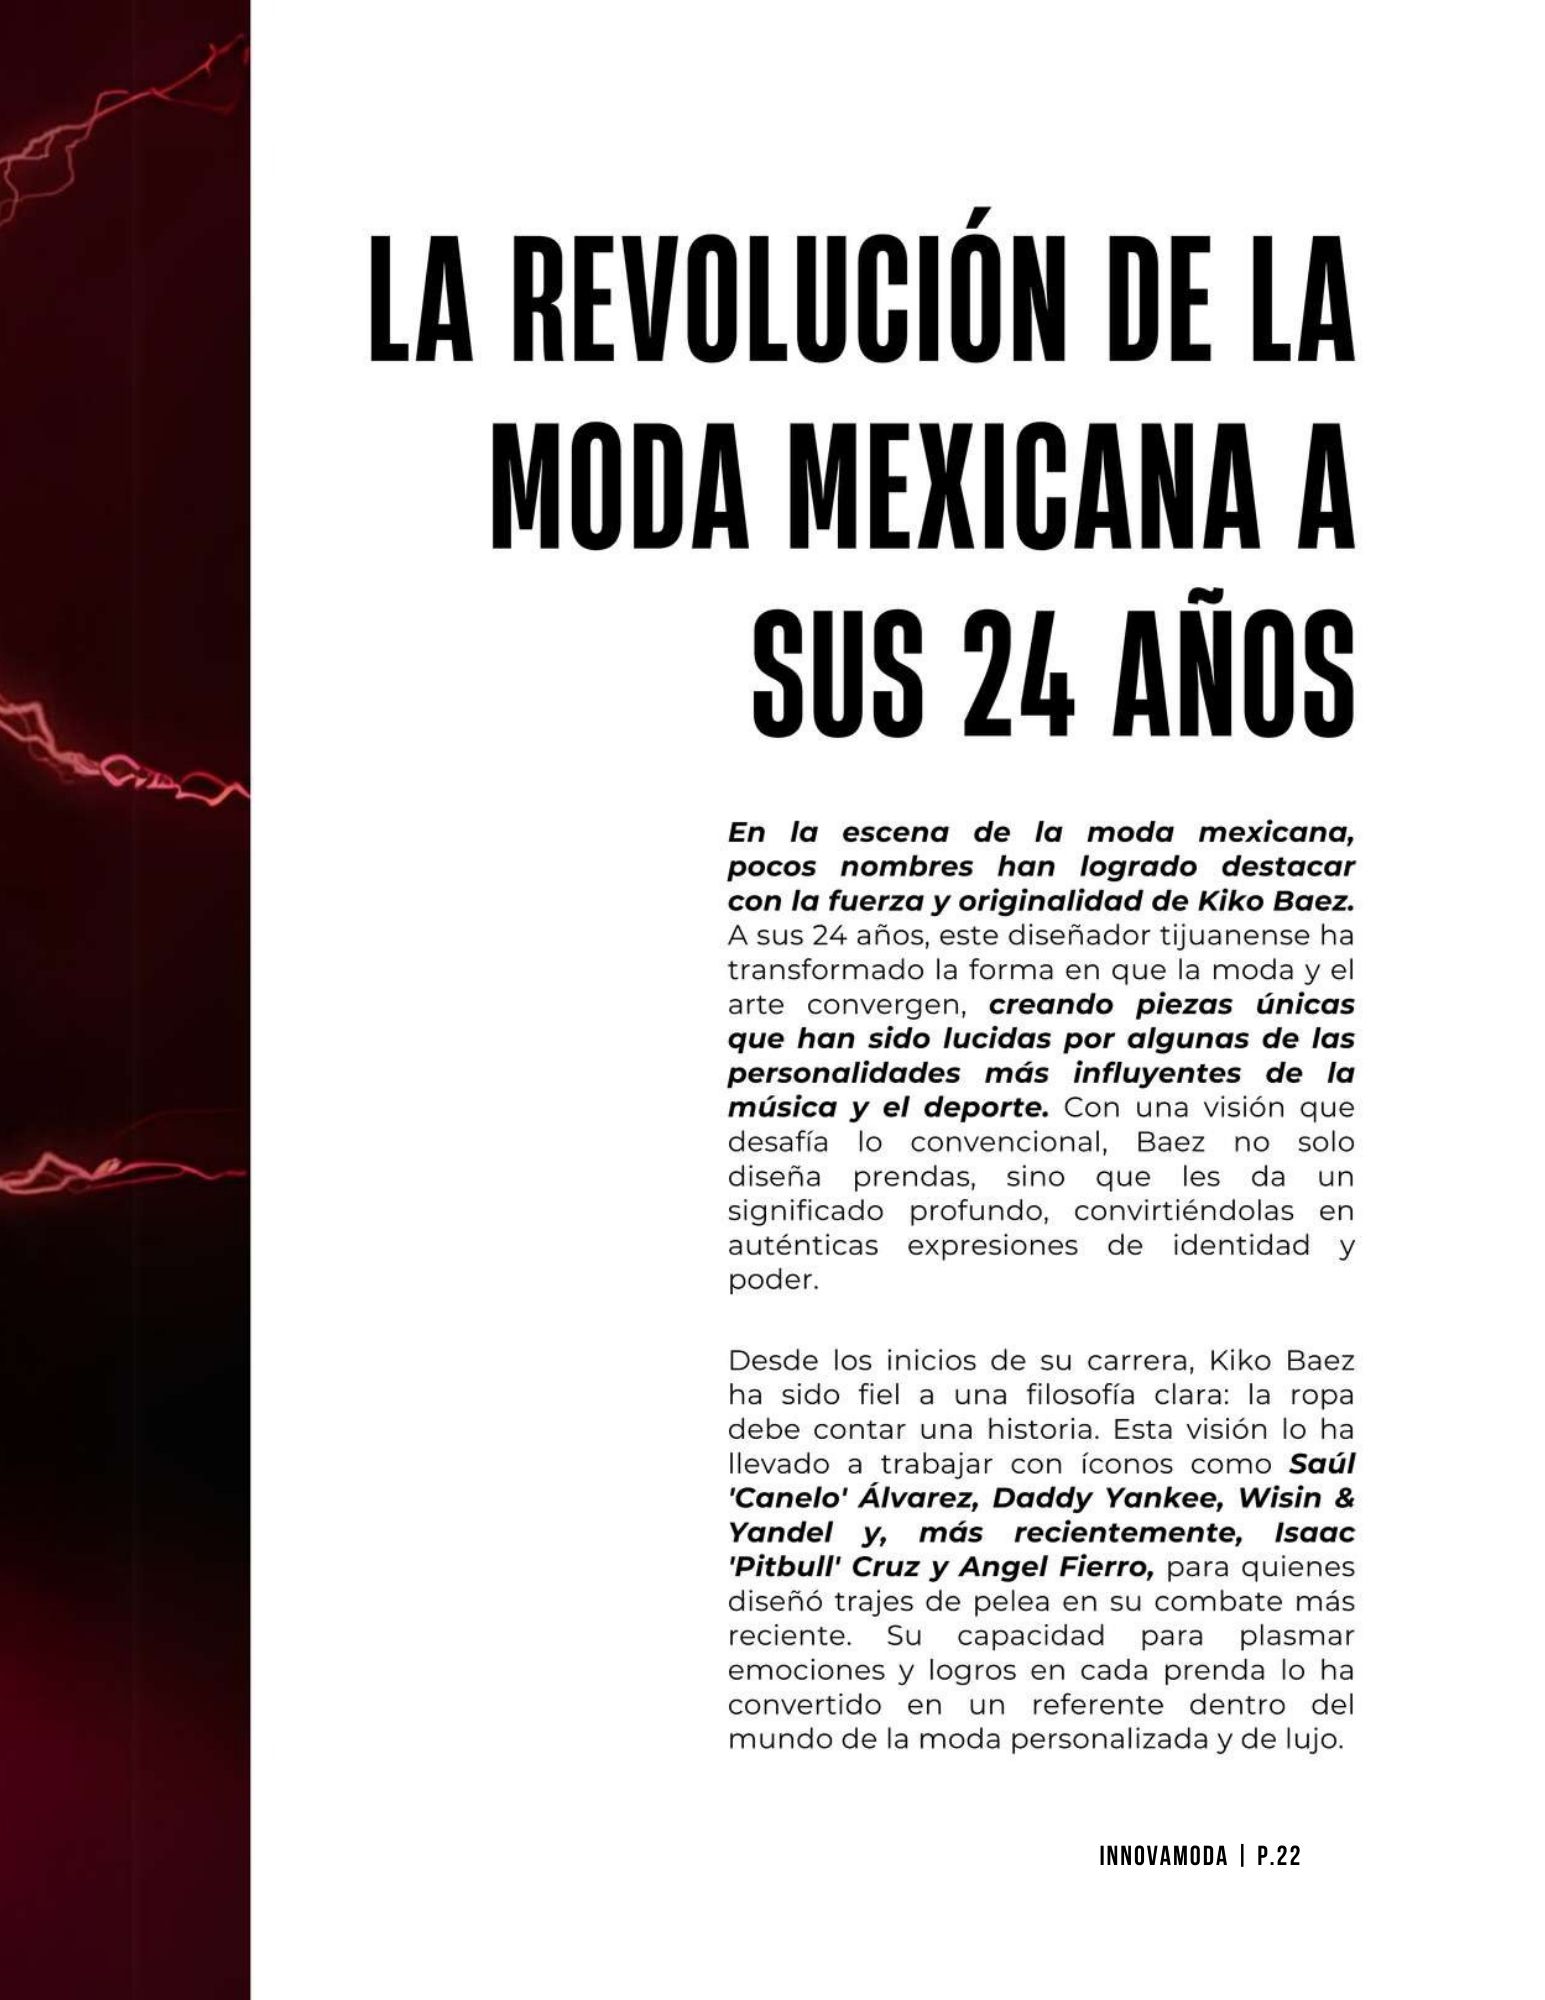 LA REVOLUCIÓN DE LA
MODA MEXICANA A
SUS 24 AÑOS
En la escena de la moda mexicana,
pocos nombres han logrado destacar
con la fuerza y originalidad de Kiko Baez.
A sus 24 años, este diseñador tijuanense ha
transformado la forma en que la moda y el
arte convergen, creando piezas únicas
que han sido lucidas por algunas de las
personalidades más influyentes de la
música y el deporte. Con una visión que
desafía lo convencional, Baez no solo
diseña prendas, sino que les da un
significado profundo, convirtiéndolas en
auténticas expresiones de identidad y
poder.
Desde los inicios de su carrera, Kiko Baez
ha sido fiel a una filosofía clara: la ropa
debe contar una historia. Esta visión lo ha
llevado a trabajar con íconos como Saúl
'Canelo' Álvarez, Daddy Yankee, Wisin &
Yandel y, más recientemente, Isaac
'Pitbull' Cruz y Angel Fierro, para quienes
diseñó trajes de pelea en su combate más
reciente. Su capacidad para plasmar
emociones y logros en cada prenda lo ha
convertido en un referente dentro del
mundo de la moda personalizada y de lujo.
INNOVAMODA | P.22